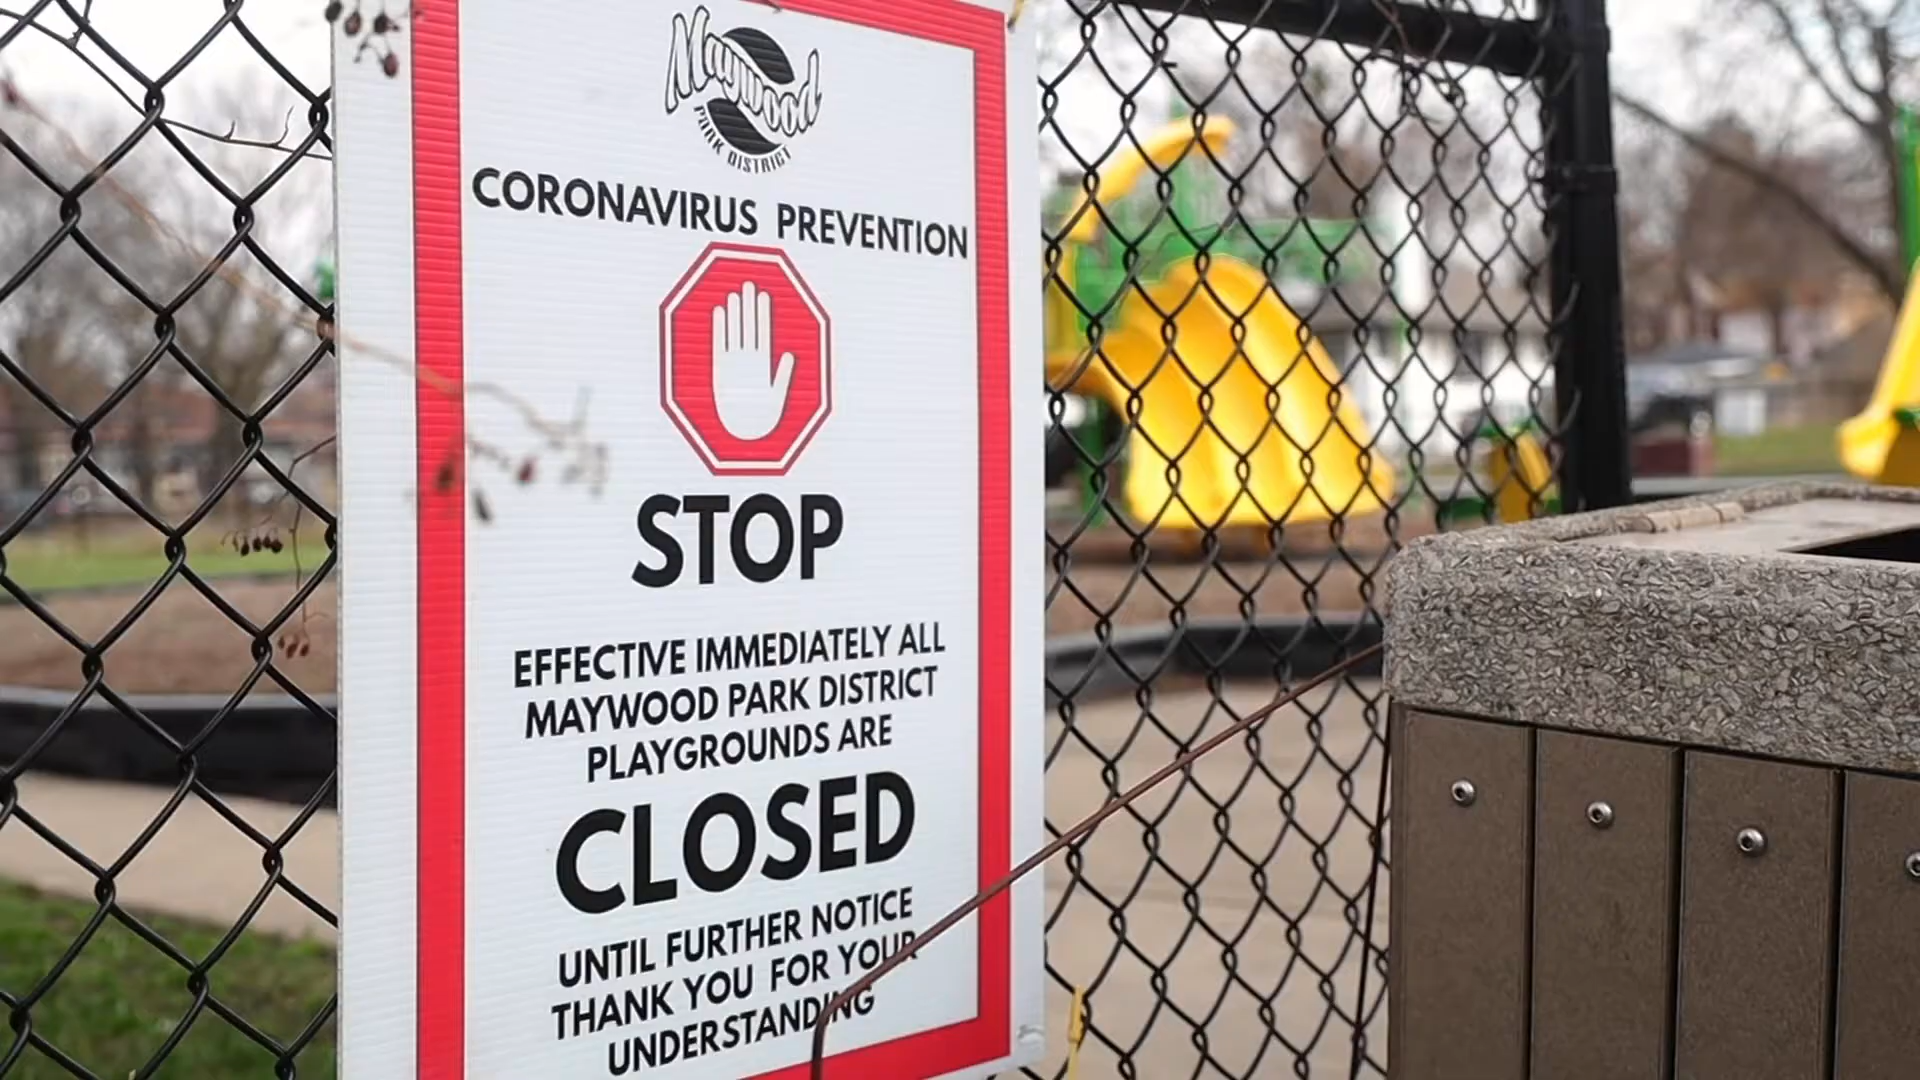 Maywood
PARK DISTRICT
CORONAVIRUS PREVENTION
STOP
EFFECTIVE IMMEDIATELY ALL
MAYWOOD PARK DISTRICT
PLAYGROUNDS ARE
CLOSED
UNTIL FURTHER NOTICE
THANK YOU FOR YOUR
UNDERSTANDING